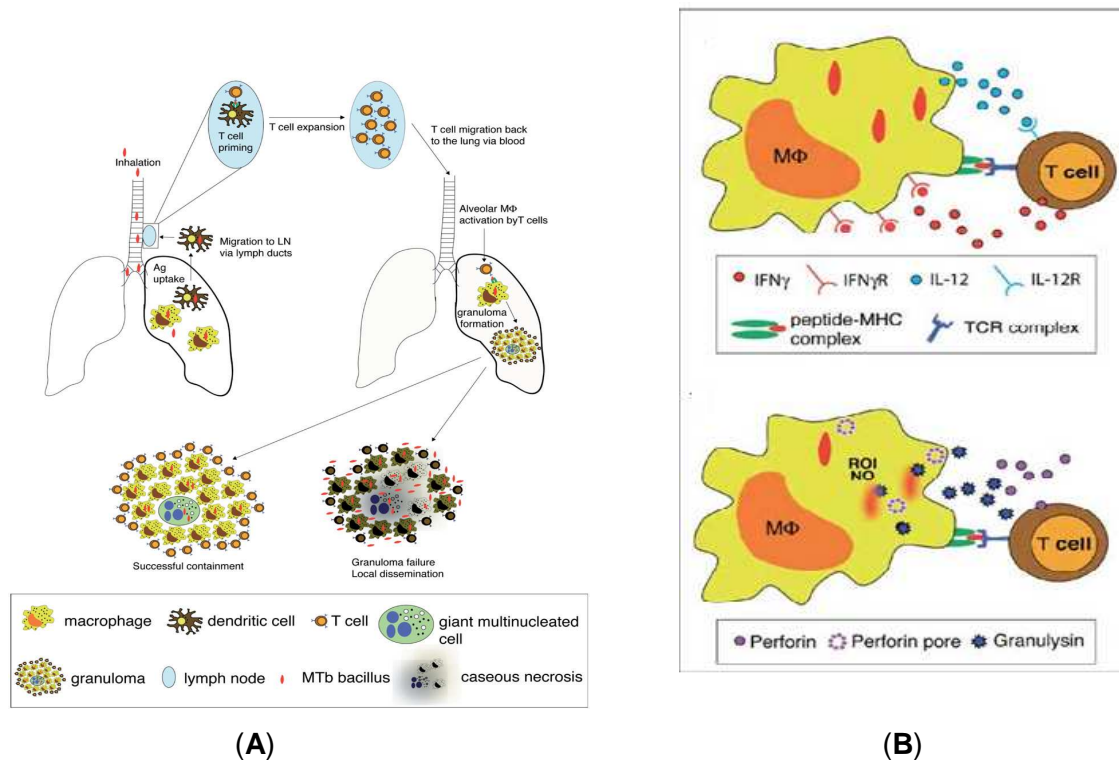 T cell
priming
T cell expansion
T cell migration back
to the lung via blood
Inhalation
Migration to LN
via lymph ducts
Ag
uptake
Alveolar MΦ
activation byT cells
granuloma
formation
Successful containment
Granuloma failure
Local dissemination
macrophage
dendritic cell
T cell
giant multinucleated
cell
granuloma
lymph node
MTb bacillus
caseous necrosis
(A)
MΦ
T cell
IFNγ
IFNγR
IL-12
IL-12R
peptide-MHC
complex
TCR complex
ROI
NO
MΦ
T cell
Perforin
Perforin pore
Granulysin
(B)